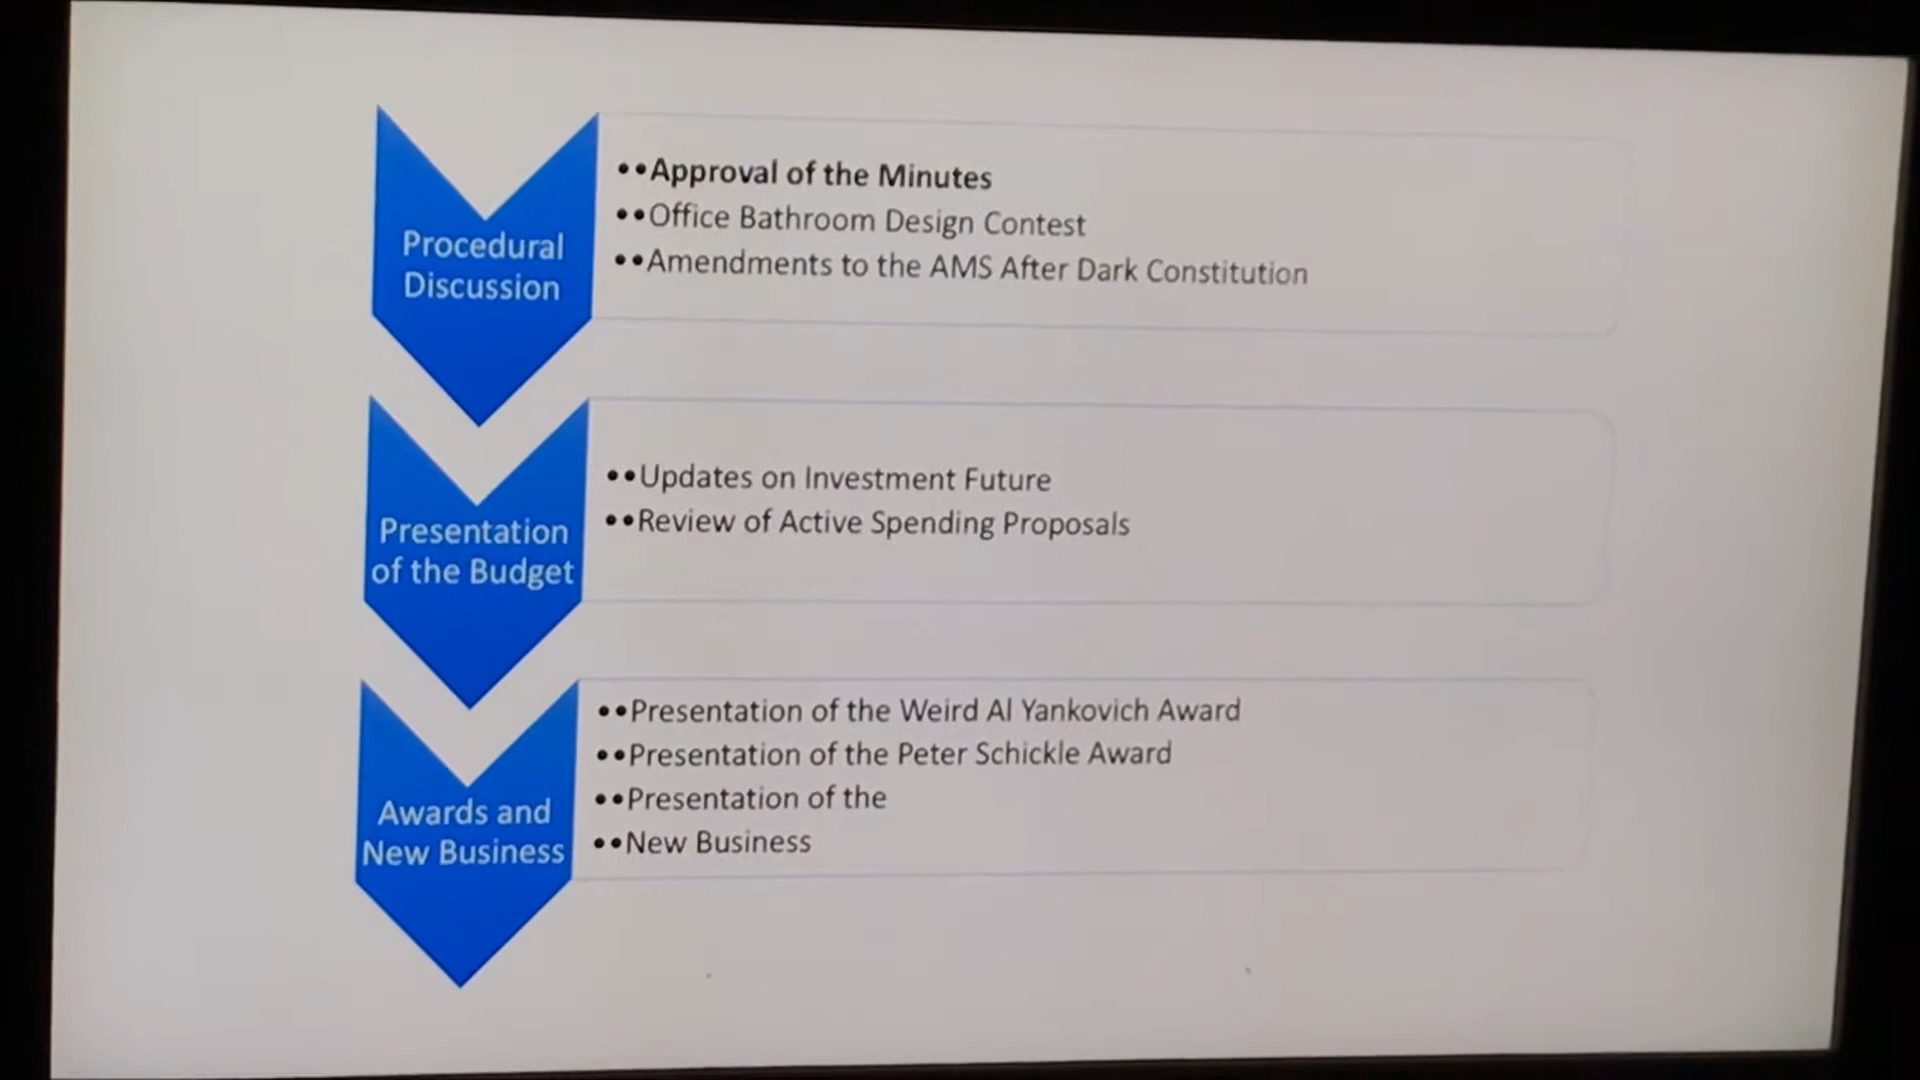 Procedural
Discussion
••Approval of the Minutes
••Office Bathroom Design Contest
••Amendments to the AMS After Dark Constitution
Presentation
of the Budget
••Updates on Investment Future
••Review of Active Spending Proposals
Awards and
New Business
••Presentation of the Weird Al Yankovich Award
••Presentation of the Peter Schickle Award
••Presentation of the
••New Business